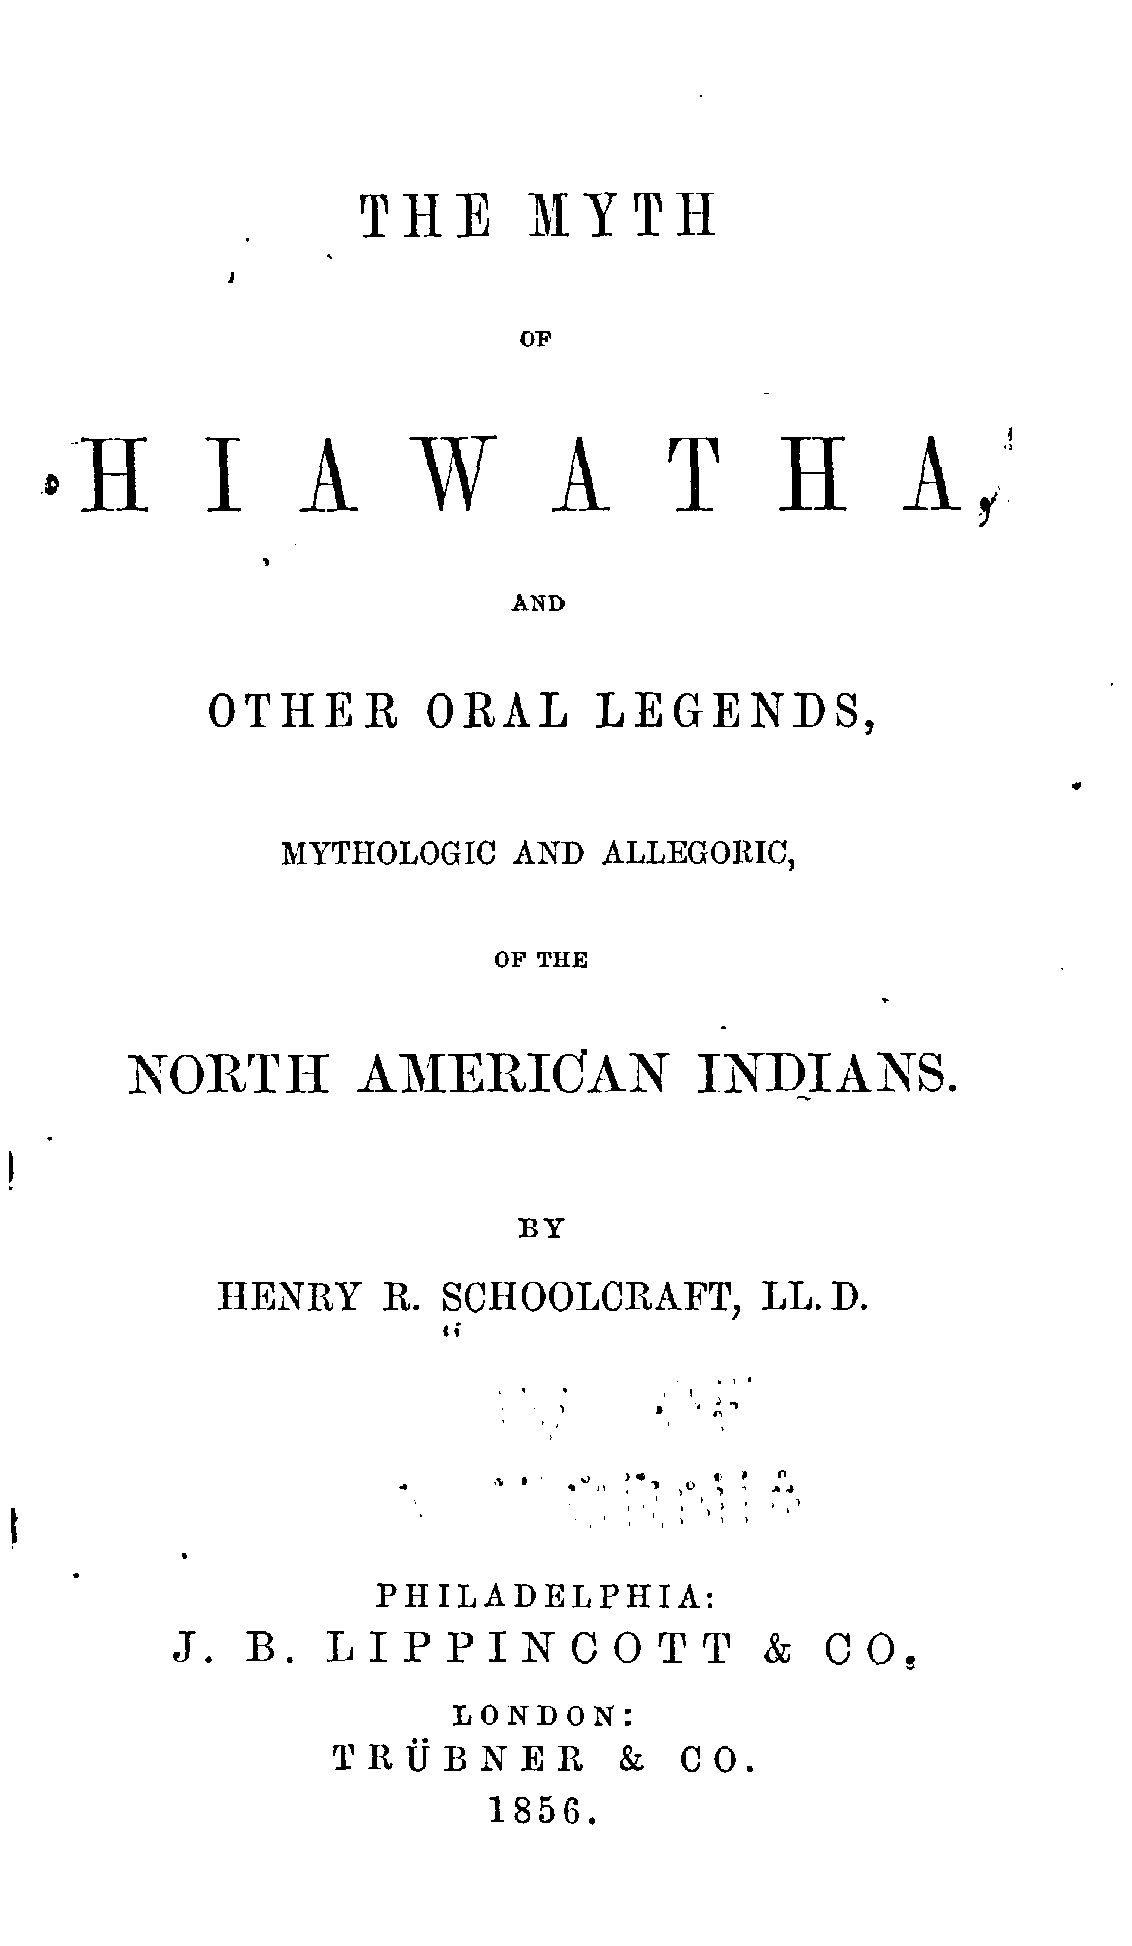 THE MYTH
OF
HIAWATHA,
AND
OTHER ORAL LEGENDS,
MYTHOLOGIC AND ALLEGORIC,
OF THE
NORTH AMERICAN INDIANS.
BY
HENRY R. SCHOOLCRAFT, LL.D.
PHILADELPHIA:
J. B. LIPPINCOTT & CO.
LONDON:
TRÜBNER & CO.
1856.